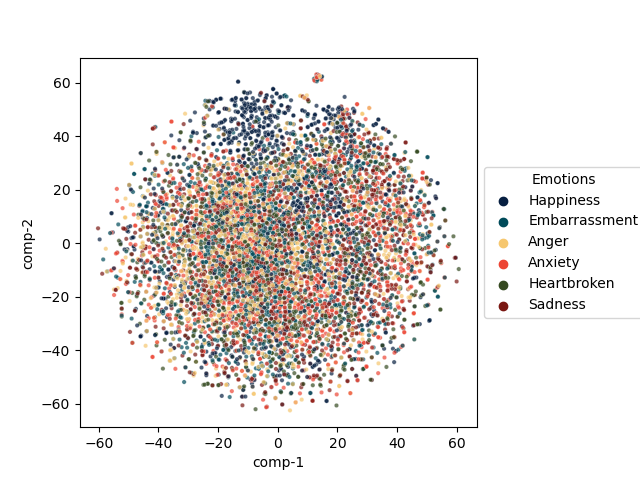 60
40
20
0
−20
−40
−60
−60 −40 −20 0 20 40 60
comp-1
comp-2
Emotions
Happiness
Embarrassment
Anger
Anxiety
Heartbroken
Sadness